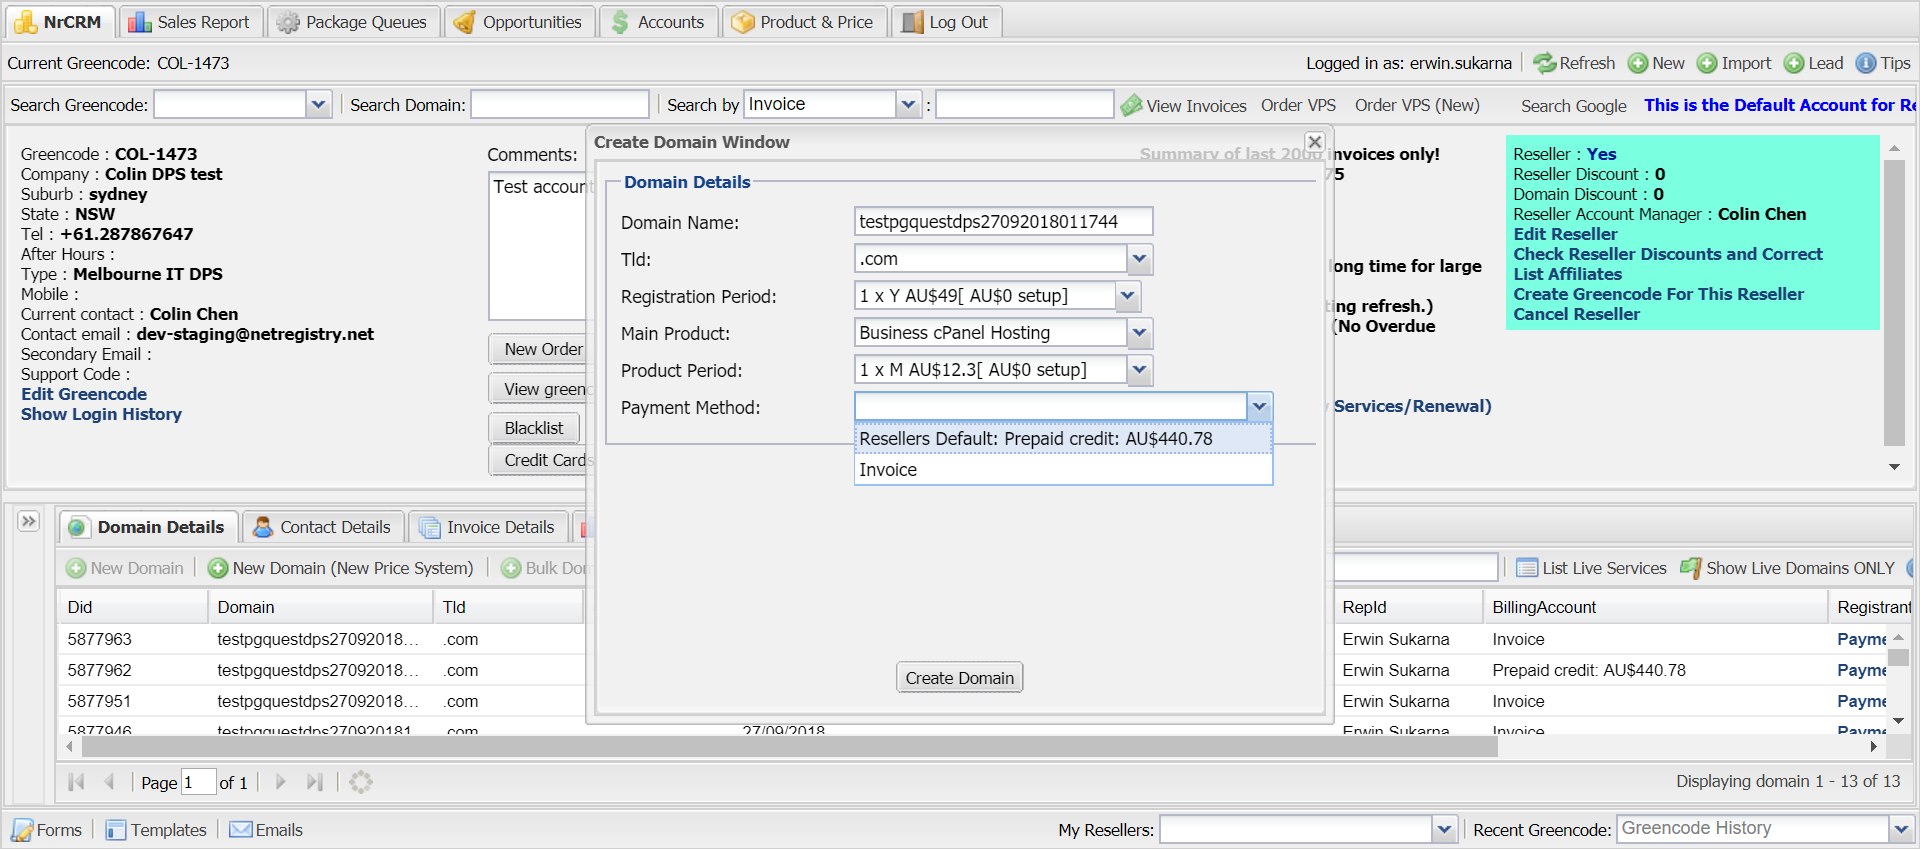 NrCRM
Sales Report
Package Queues
Opportunities
Accounts
Product & Price
Log Out
Current Greencode: COL-1473
Logged in as: erwin.sukarna
Refresh
New
Import
Lead
Tips
Search Greencode:
Search Domain:
Search by
Invoice
:
View Invoices
Order VPS
Order VPS (New)
Search Google
This is the Default Account for Re
Greencode : COL-1473
Company : Colin DPS test
Suburb : sydney
State : NSW
Tel : +61.287867647
After Hours :
Type : Melbourne IT DPS
Mobile :
Current contact : Colin Chen
Contact email : dev-staging@netregistry.net
Secondary Email :
Support Code :
Edit Greencode
Show Login History
Comments:
Test account
New Order
View greenc
Blacklist
Credit Cards
Summary of last 2000 invoices only!
75
long time for large
ting refresh.)
(No Overdue
Services/Renewal)
Reseller : Yes
Reseller Discount : 0
Domain Discount : 0
Reseller Account Manager : Colin Chen
Edit Reseller
Check Reseller Discounts and Correct
List Affiliates
Create Greencode For This Reseller
Cancel Reseller
Create Domain Window
Domain Details
Domain Name:
testpgquestdps27092018011744
Tld:
.com
Registration Period:
1 x Y AU$49[ AU$0 setup]
Main Product:
Business cPanel Hosting
Product Period:
1 x M AU$12.3[ AU$0 setup]
Payment Method:
Resellers Default: Prepaid credit: AU$440.78
Invoice
Create Domain
Domain Details
Contact Details
Invoice Details
New Domain
New Domain (New Price System)
Bulk Dom
List Live Services
Show Live Domains ONLY
Did
Domain
Tld
RepId
BillingAccount
Registrant
5877963
testpgquestdps27092018...
.com
Erwin Sukarna
Invoice
Payme
5877962
testpgquestdps27092018...
.com
Erwin Sukarna
Prepaid credit: AU$440.78
Payme
5877951
testpgquestdps27092018...
.com
Erwin Sukarna
Invoice
Payme
5877946
testpgquestdps270920181
.com
27/09/2018
Erwin Sukarna
Invoice
Payme
Page 1 of 1
Displaying domain 1 - 13 of 13
Forms
Templates
Emails
My Resellers:
Recent Greencode:
Greencode History